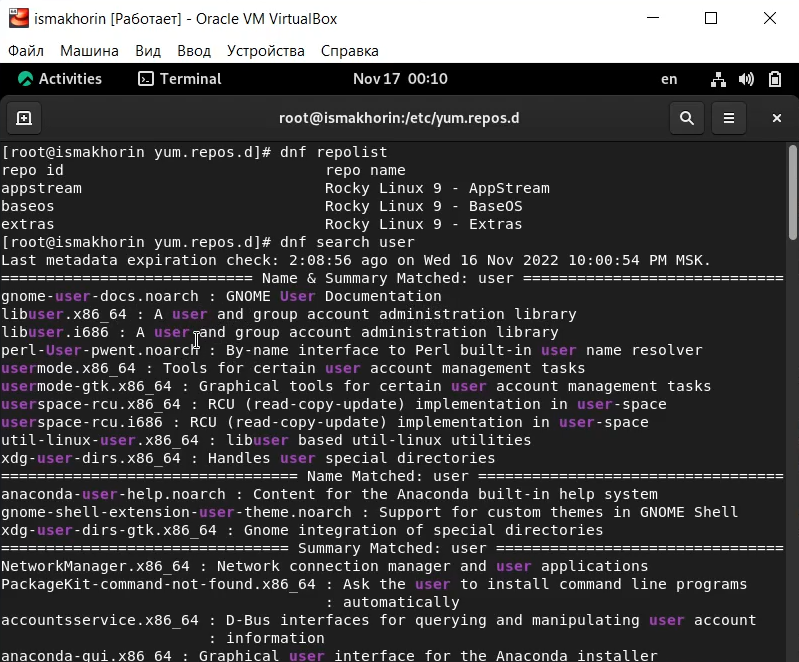 ismakhorin [Работает] - Oracle VM VirtualBox
Файл Машина Вид Ввод Устройства Справка
Activities Terminal Nov 17 00:10 en
root@ismakhorin:/etc/yum.repos.d
[root@ismakhorin yum.repos.d]# dnf repolist
repo id                             repo name
appstream                           Rocky Linux 9 - AppStream
baseos                              Rocky Linux 9 - BaseOS
extras                              Rocky Linux 9 - Extras
[root@ismakhorin yum.repos.d]# dnf search user
Last metadata expiration check: 2:08:56 ago on Wed 16 Nov 2022 10:00:54 PM MSK.
============================ Name & Summary Matched: user =============================
gnome-user-docs.noarch : GNOME User Documentation
libuser.x86_64 : A user and group account administration library
libuser.i686 : A user and group account administration library
perl-User-pwent.noarch : By-name interface to Perl built-in user name resolver
usermode.x86_64 : Tools for certain user account management tasks
usermode-gtk.x86_64 : Graphical tools for certain user account management tasks
userspace-rcu.x86_64 : RCU (read-copy-update) implementation in user-space
userspace-rcu.i686 : RCU (read-copy-update) implementation in user-space
util-linux-user.x86_64 : libuser based util-linux utilities
xdg-user-dirs.x86_64 : Handles user special directories
================================= Name Matched: user ==================================
anaconda-user-help.noarch : Content for the Anaconda built-in help system
gnome-shell-extension-user-theme.noarch : Support for custom themes in GNOME Shell
xdg-user-dirs-gtk.x86_64 : Gnome integration of special directories
================================ Summary Matched: user ================================
NetworkManager.x86_64 : Network connection manager and user applications
PackageKit-command-not-found.x86_64 : Ask the user to install command line programs
                                    : automatically
accountsservice.x86_64 : D-Bus interfaces for querying and manipulating user account
                       : information
anaconda-gui.x86_64 : Graphical user interface for the Anaconda installer